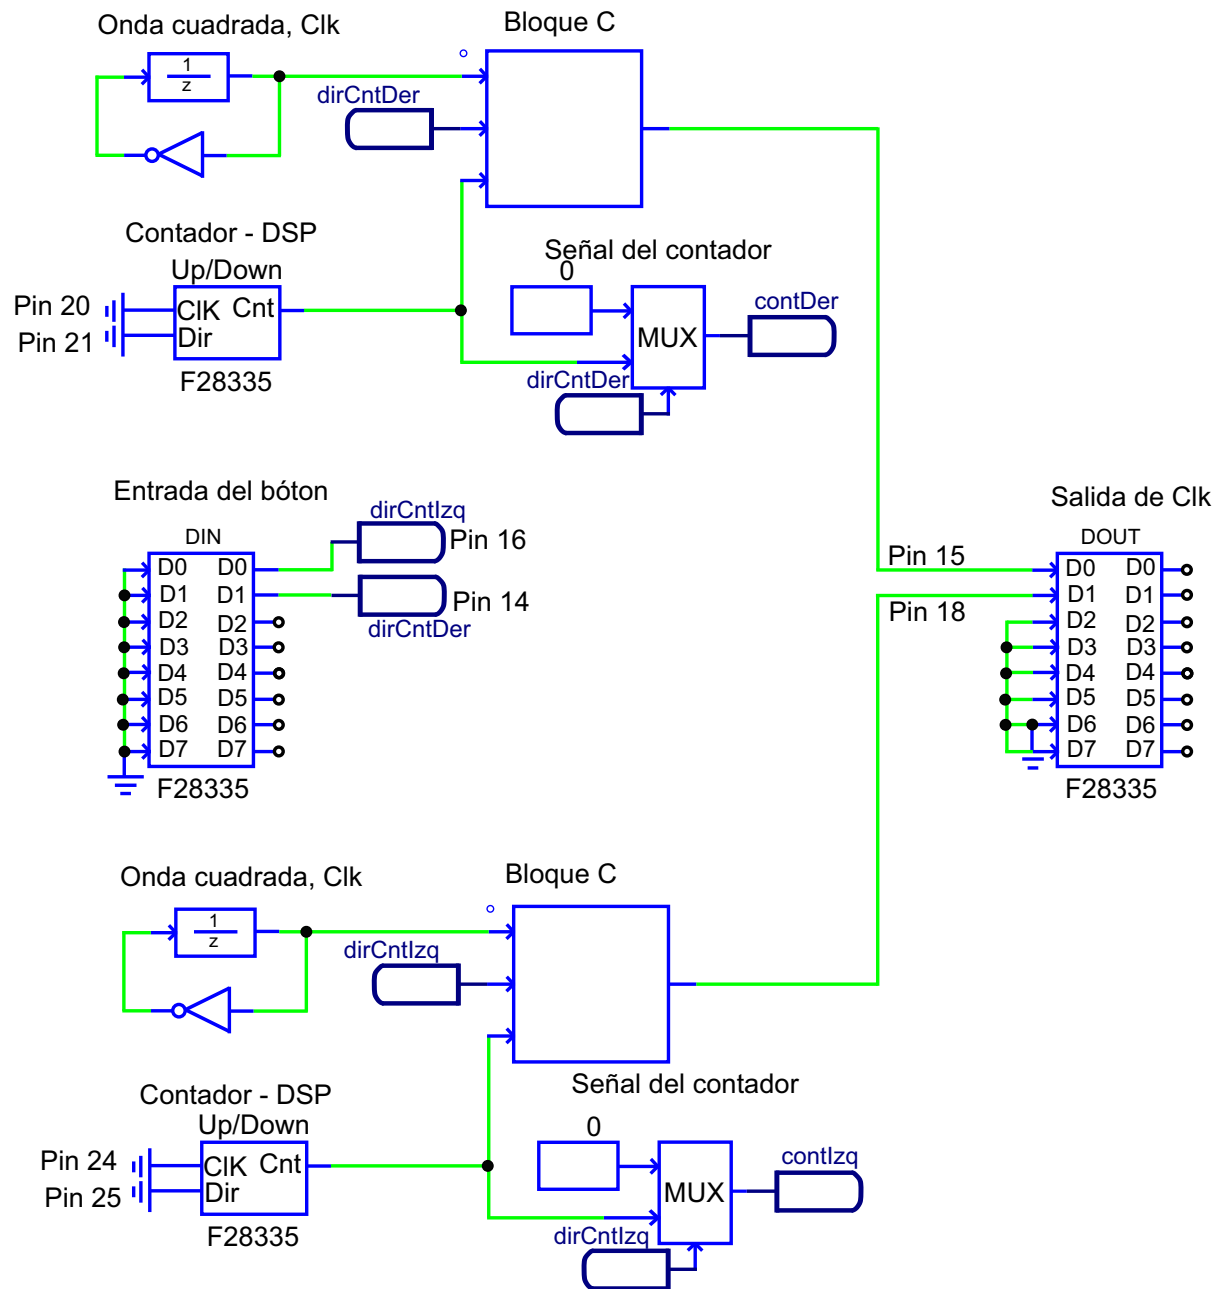 Onda cuadrada, Clk
Bloque C
1
z
dirCntDer
Contador - DSP
Up/Down
Pin 20
ClK Cnt
Pin 21
Dir
F28335
Señal del contador
0
MUX
contDer
dirCntDer
Entrada del bóton
DIN
dirCntIzq
Pin 16
D0 D0
D1 D1
Pin 14
dirCntDer
D2 D2
D3 D3
D4 D4
D5 D5
D6 D6
D7 D7
F28335
Salida de Clk
DOUT
Pin 15
D0 D0
Pin 18
D1 D1
D2 D2
D3 D3
D4 D4
D5 D5
D6 D6
D7 D7
F28335
Onda cuadrada, Clk
Bloque C
1
z
dirCntIzq
Contador - DSP
Up/Down
Pin 24
ClK Cnt
Pin 25
Dir
F28335
Señal del contador
0
MUX
contIzq
dirCntIzq